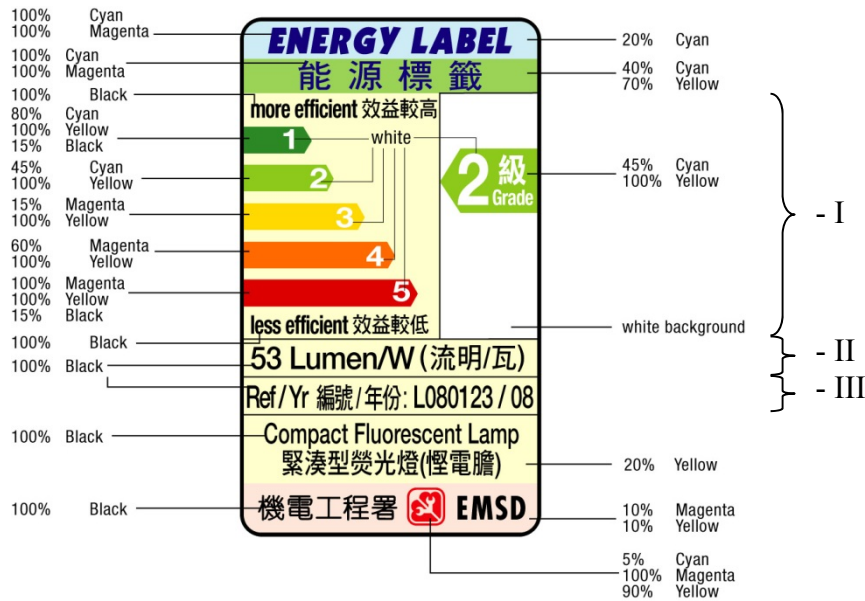 100% Cyan
100% Magenta
100% Cyan
100% Magenta
100% Black
80% Cyan
100% Yellow
15% Black
45% Cyan
100% Yellow
15% Magenta
100% Yellow
60% Magenta
100% Yellow
100% Magenta
100% Yellow
15% Black
100% Black
100% Black
100% Black
100% Black
ENERGY LABEL
能源標籤
more efficient 效益較高
1
white
2
3
4
5
2 級
Grade
less efficient 效益較低
53 Lumen/W (流明/瓦)
Ref/Yr 編號/年份: L080123 / 08
Compact Fluorescent Lamp
緊湊型熒光燈(慳電膽)
機電工程署 EMSD
20% Cyan
40% Cyan
70% Yellow
45% Cyan
100% Yellow
white background
20% Yellow
10% Magenta
10% Yellow
5% Cyan
100% Magenta
90% Yellow
- I
- II
- III